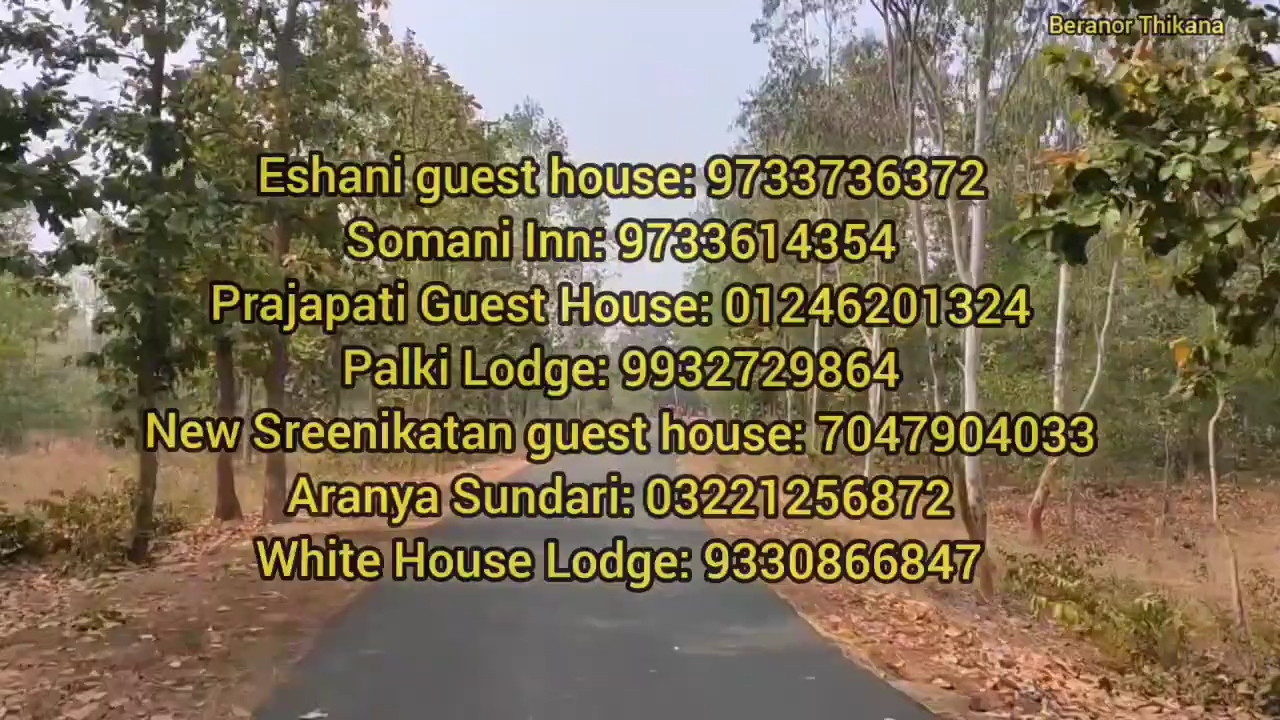 Beranor Thikana
Eshani guest house: 9733736372
Somani Inn: 9733614354
Prajapati Guest House: 01246201324
Palki Lodge: 9932729864
New Sreenikatan guest house: 7047904033
Aranya Sundari: 03221256872
White House Lodge: 9330866847